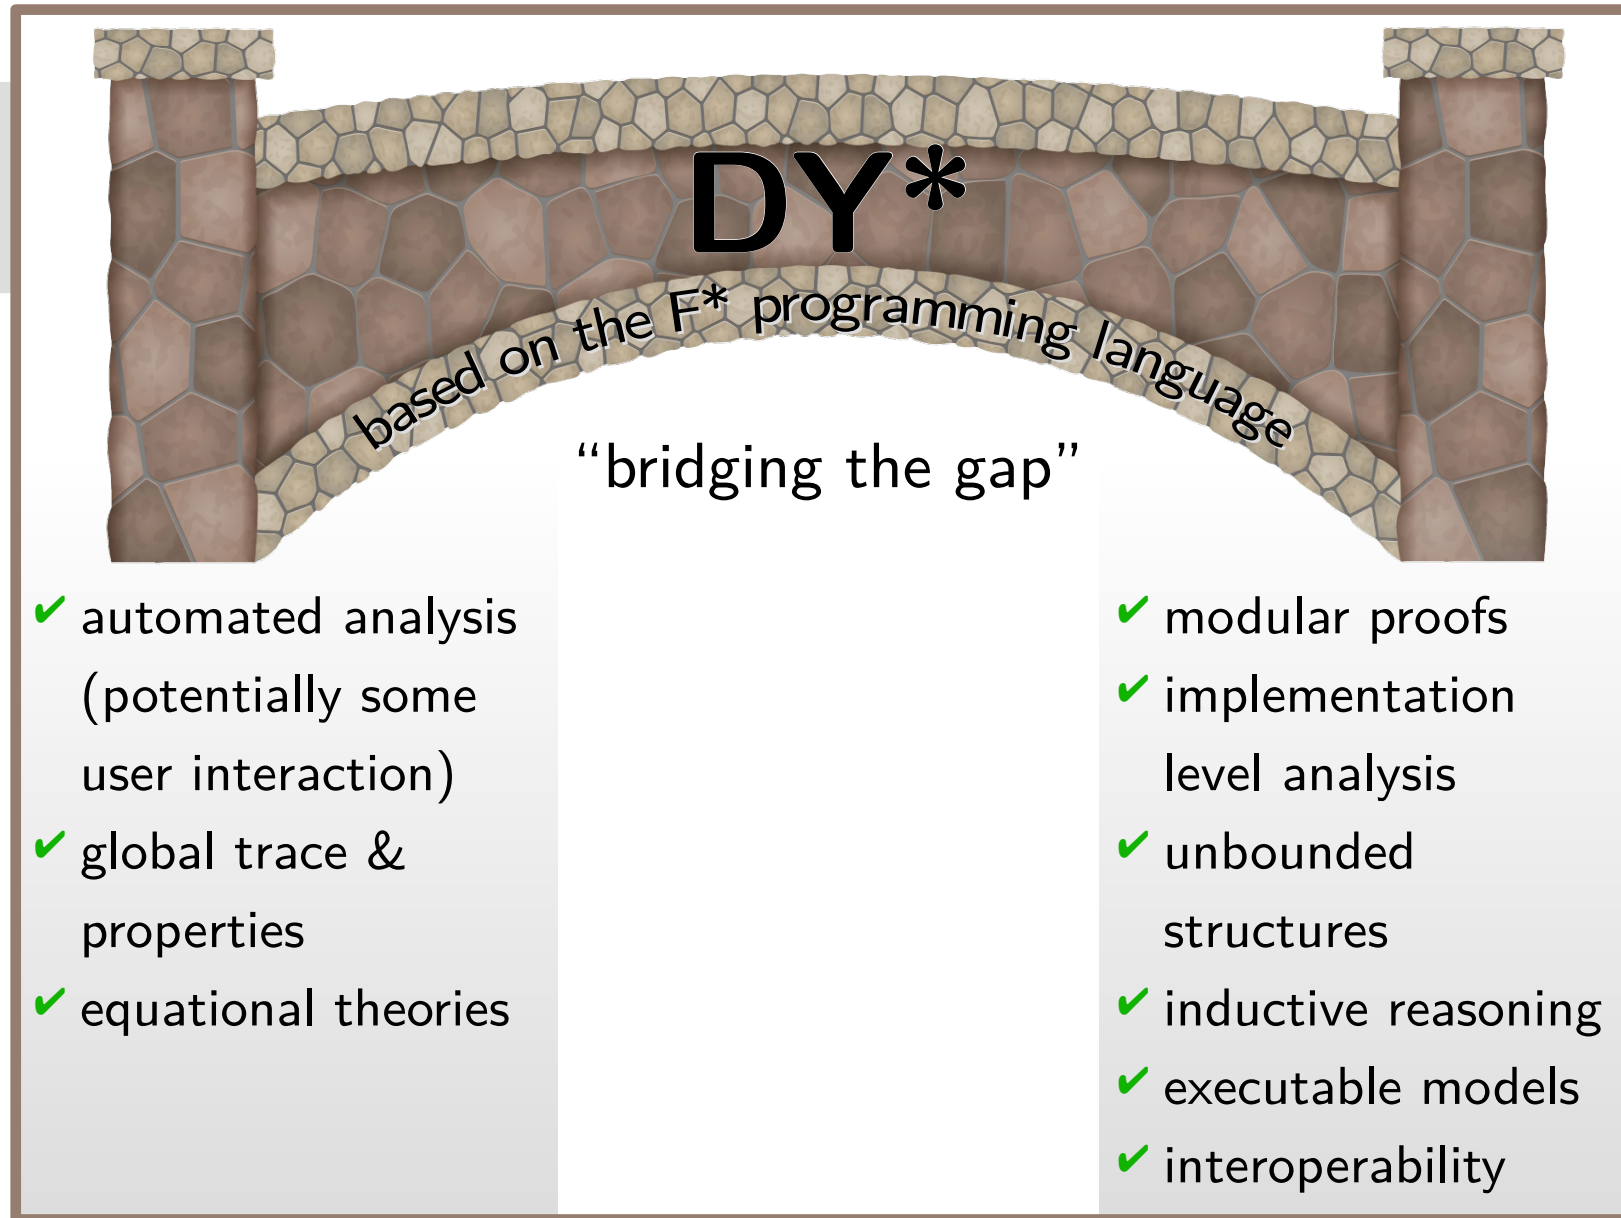 DY*
based on the F* programming language
“bridging the gap”
✔ automated analysis
(potentially some
user interaction)
✔ global trace &
properties
✔ equational theories
✔ modular proofs
✔ implementation
level analysis
✔ unbounded
structures
✔ inductive reasoning
✔ executable models
✔ interoperability